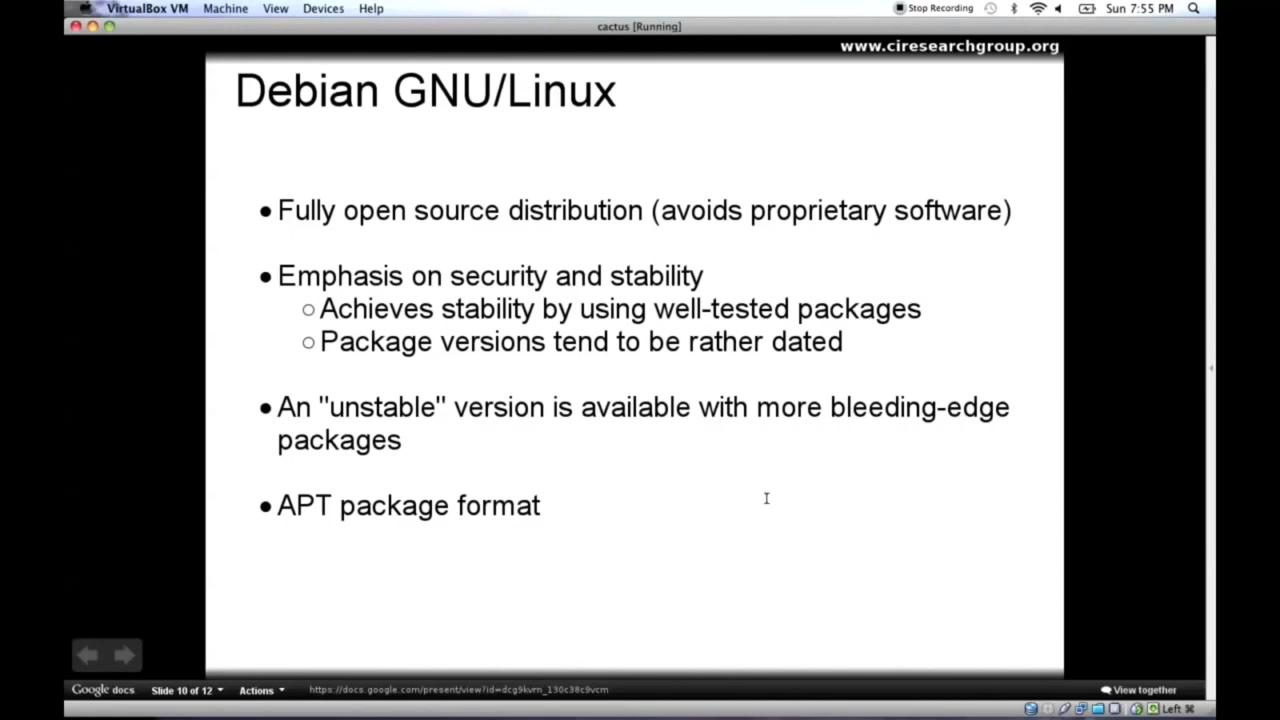 VirtualBox VM Machine View Devices Help Stop Recording Sun 7:55 PM
cactus [Running]
www.ciresearchgroup.org
Debian GNU/Linux
• Fully open source distribution (avoids proprietary software)
• Emphasis on security and stability
○ Achieves stability by using well-tested packages
○ Package versions tend to be rather dated
• An "unstable" version is available with more bleeding-edge
packages
• APT package format
Google docs Slide 10 of 12 Actions https://docs.google.com/present/view?id=dcg9kvrn_130c38c9vcm View together
Left ⌘